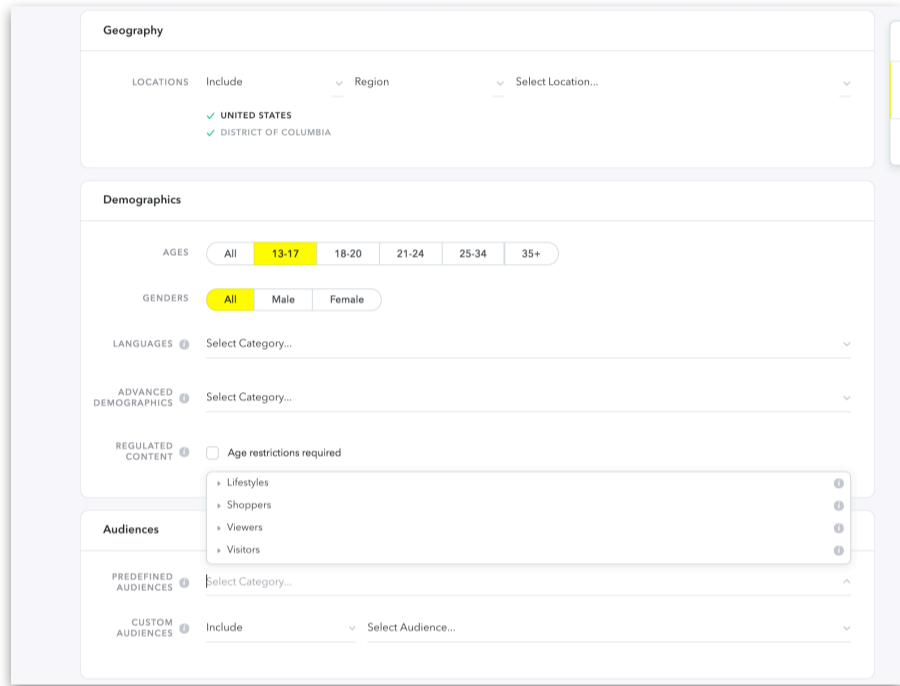 Geography
LOCATIONS Include Region Select Location...
UNITED STATES
DISTRICT OF COLUMBIA
Demographics
AGES All 13-17 18-20 21-24 25-34 35+
GENDERS All Male Female
LANGUAGES Select Category...
ADVANCED
DEMOGRAPHICS Select Category...
REGULATED
CONTENT Age restrictions required
Lifestyles
Shoppers
Viewers
Visitors
Audiences
PREDEFINED
AUDIENCES Select Category...
CUSTOM
AUDIENCES Include Select Audience...